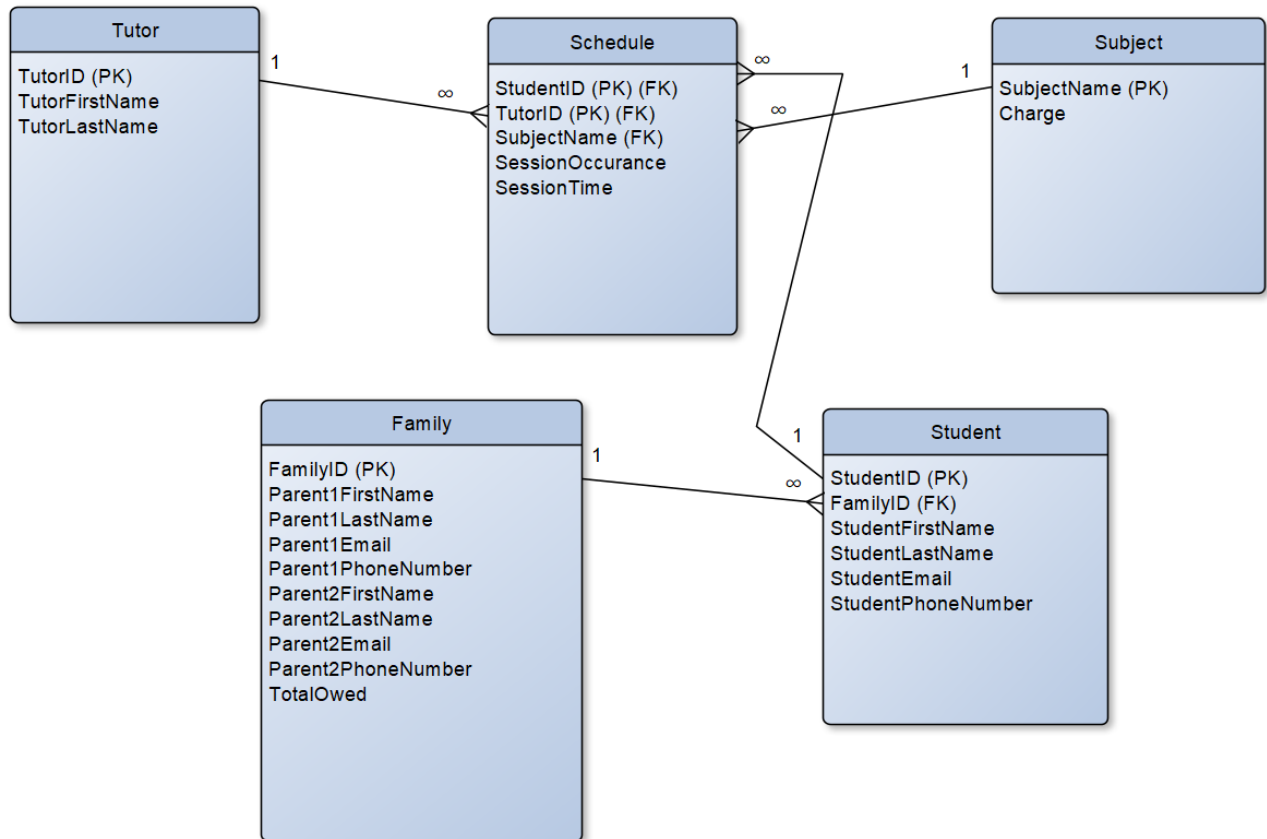 Tutor
TutorID (PK)
TutorFirstName
TutorLastName
1
∞
Schedule
StudentID (PK) (FK)
TutorID (PK) (FK)
SubjectName (FK)
SessionOccurance
SessionTime
∞
∞
1
Subject
SubjectName (PK)
Charge
Family
FamilyID (PK)
Parent1FirstName
Parent1LastName
Parent1Email
Parent1PhoneNumber
Parent2FirstName
Parent2LastName
Parent2Email
Parent2PhoneNumber
TotalOwed
1
∞
1
Student
StudentID (PK)
FamilyID (FK)
StudentFirstName
StudentLastName
StudentEmail
StudentPhoneNumber